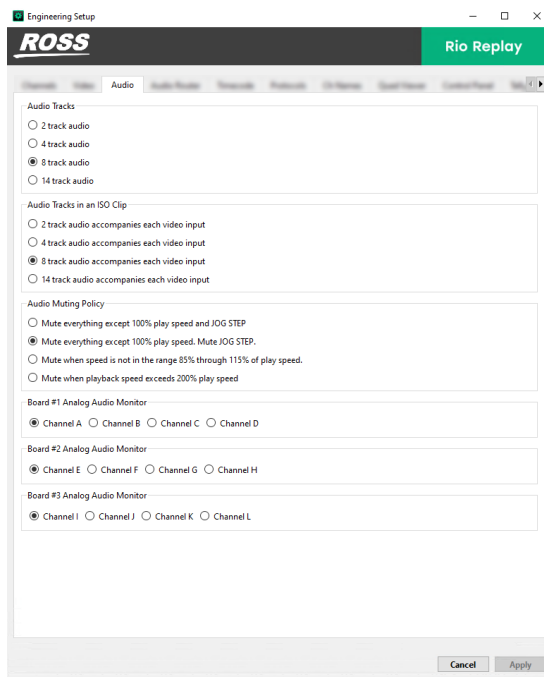 Engineering Setup
ROSS
Rio Replay
Audio
Audio Tracks
2 track audio
4 track audio
8 track audio
14 track audio
Audio Tracks in an ISO Clip
2 track audio accompanies each video input
4 track audio accompanies each video input
8 track audio accompanies each video input
14 track audio accompanies each video input
Audio Muting Policy
Mute everything except 100% play speed and JOG STEP
Mute everything except 100% play speed. Mute JOG STEP.
Mute when speed is not in the range 85% through 115% of play speed.
Mute when playback speed exceeds 200% play speed
Board #1 Analog Audio Monitor
Channel A Channel B Channel C Channel D
Board #2 Analog Audio Monitor
Channel E Channel F Channel G Channel H
Board #3 Analog Audio Monitor
Channel I Channel J Channel K Channel L
Cancel Apply